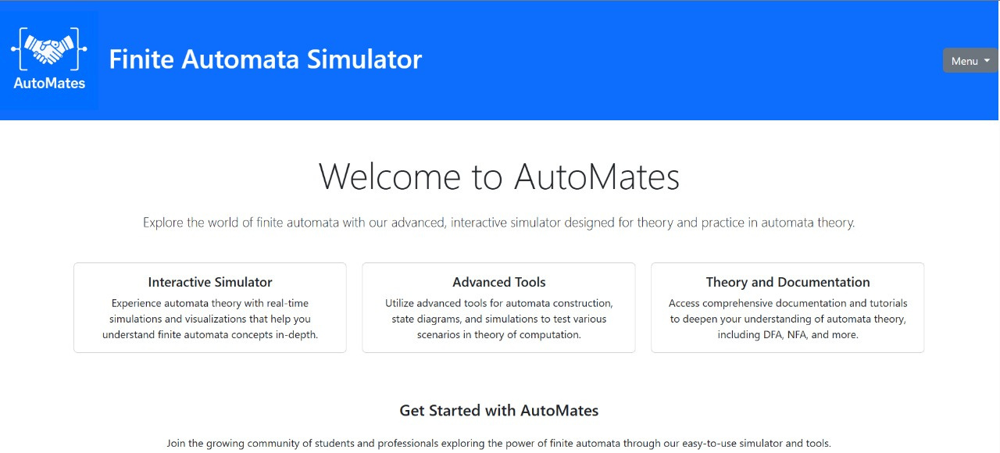 AutoMates
Finite Automata Simulator
Menu
Welcome to AutoMates
Explore the world of finite automata with our advanced, interactive simulator designed for theory and practice in automata theory.
Interactive Simulator
Experience automata theory with real-time
simulations and visualizations that help you
understand finite automata concepts in-depth.
Advanced Tools
Utilize advanced tools for automata construction,
state diagrams, and simulations to test various
scenarios in theory of computation.
Theory and Documentation
Access comprehensive documentation and tutorials
to deepen your understanding of automata theory,
including DFA, NFA, and more.
Get Started with AutoMates
Join the growing community of students and professionals exploring the power of finite automata through our easy-to-use simulator and tools.